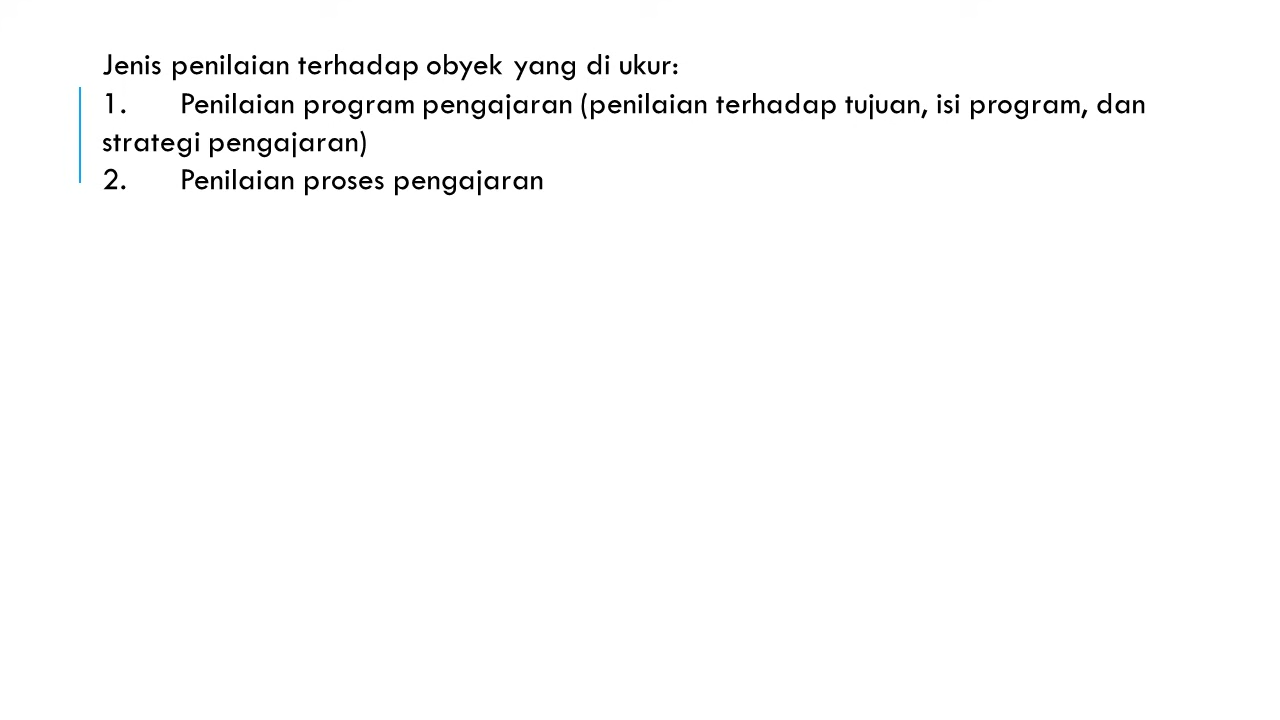 Jenis penilaian terhadap obyek yang di ukur:
1. Penilaian program pengajaran (penilaian terhadap tujuan, isi program, dan
strategi pengajaran)
2. Penilaian proses pengajaran